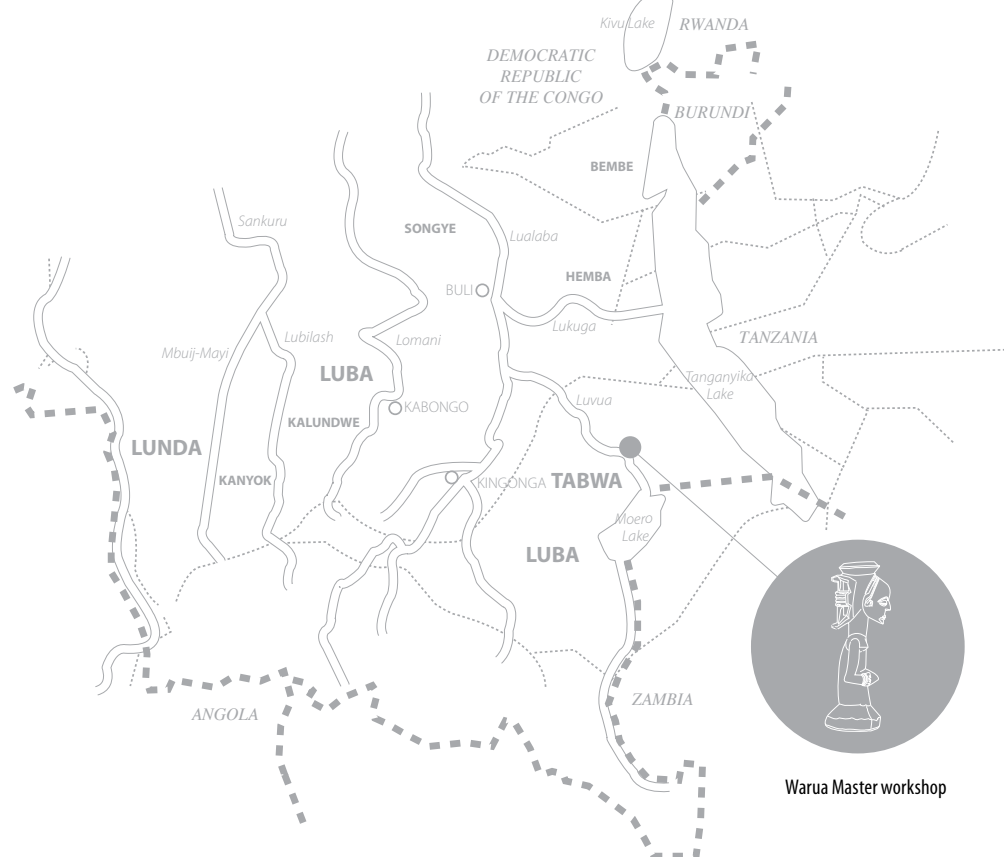 Kivu Lake
RWANDA
DEMOCRATIC
REPUBLIC
OF THE CONGO
BURUNDI
BEMBE
Sankuru
SONGYE
Lualaba
HEMBA
BULI
Lukuga
Mbuij-Mayi
Lubilash
Lomani
TANZANIA
LUBA
Tanganyika
Lake
KABONGO
Luvua
KALUNDWE
LUNDA
KANYOK
KINGONGA
TABWA
Moero
Lake
LUBA
ZAMBIA
ANGOLA
Warua Master workshop